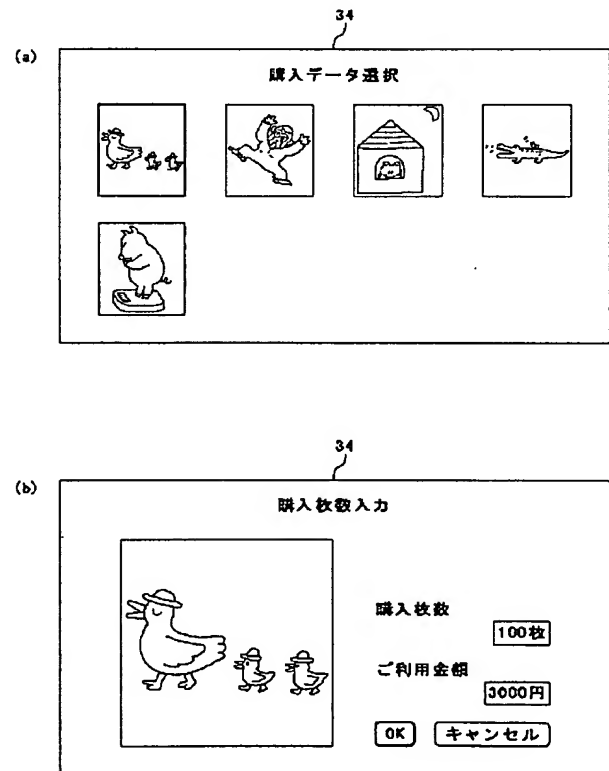 34
(a)
購入データ選択
34
(b)
購入枚数入力
購入枚数
100枚
ご利用金額
3000円
OK キャンセル